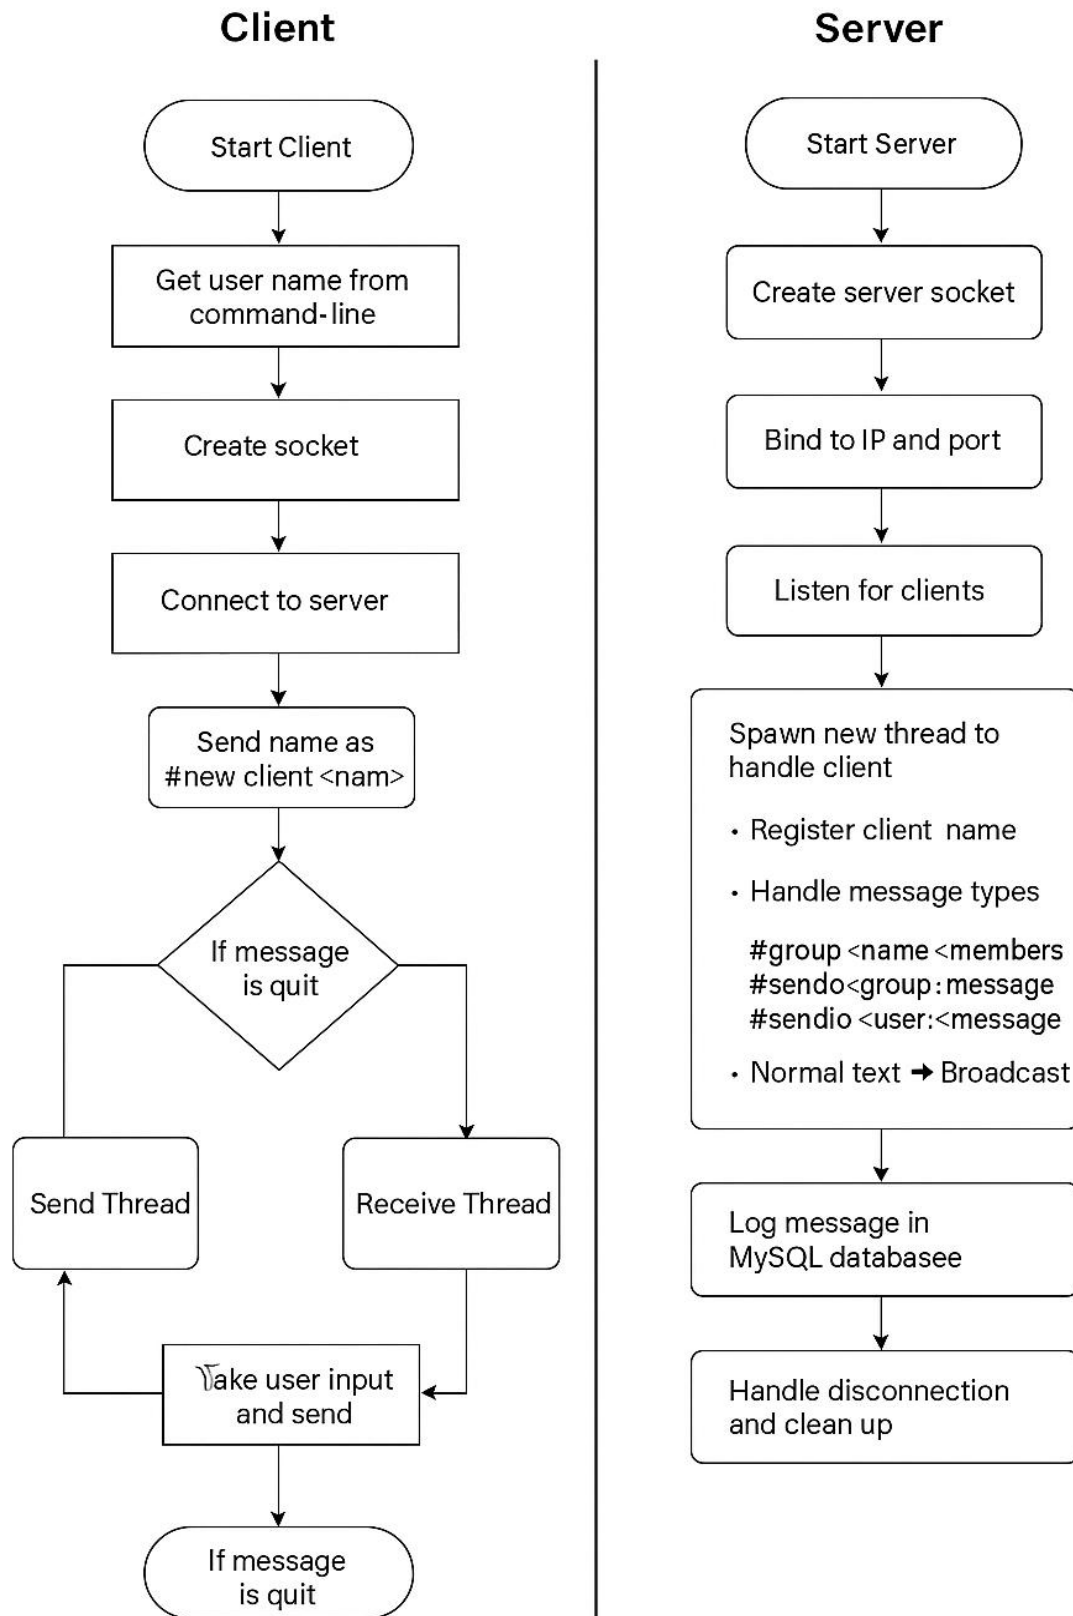 Client
Start Client
Get user name from
command-line
Create socket
Connect to server
Send name as
#new client <nam>
If message
is quit
Send Thread
Receive Thread
Take user input
and send
If message
is quit
Server
Start Server
Create server socket
Bind to IP and port
Listen for clients
Spawn new thread to
handle client
• Register client name
• Handle message types
#group <name <members
#sendo<group: message
#sendio <user:<message
• Normal text → Broadcast
Log message in
MySQL databasee
Handle disconnection
and clean up